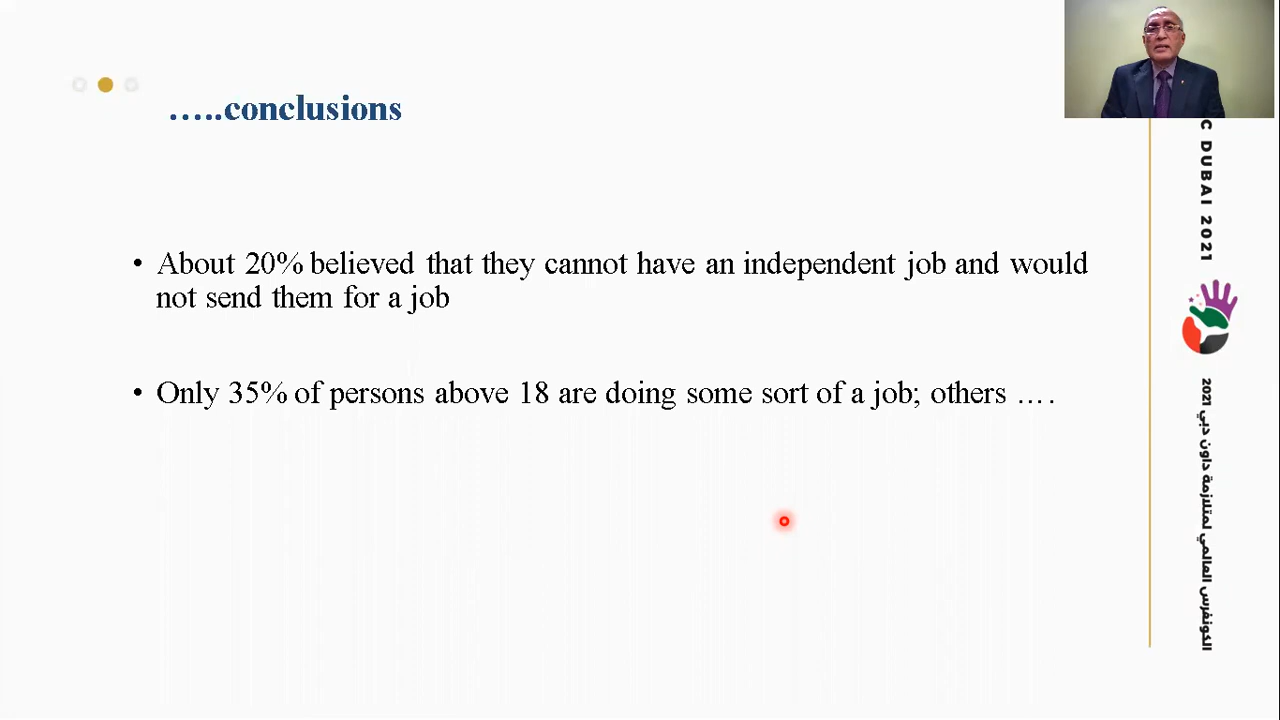 …..conclusions
• About 20% believed that they cannot have an independent job and would
not send them for a job
• Only 35% of persons above 18 are doing some sort of a job; others ….
C DUBAI 2021
الكونفرس العالمي لمتلازمة داون دبي 2021